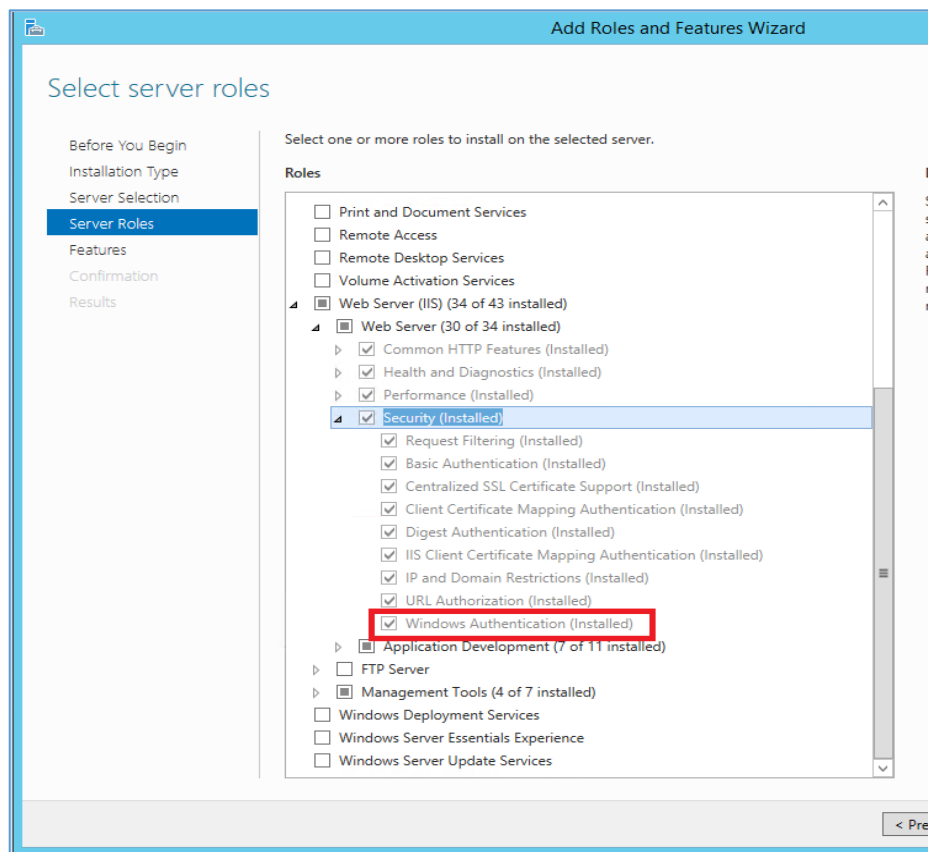 Add Roles and Features Wizard
Select server roles
Before You Begin
Installation Type
Server Selection
Server Roles
Features
Confirmation
Results
Select one or more roles to install on the selected server.
Roles
Print and Document Services
Remote Access
Remote Desktop Services
Volume Activation Services
Web Server (IIS) (34 of 43 installed)
Web Server (30 of 34 installed)
Common HTTP Features (Installed)
Health and Diagnostics (Installed)
Performance (Installed)
Security (Installed)
Request Filtering (Installed)
Basic Authentication (Installed)
Centralized SSL Certificate Support (Installed)
Client Certificate Mapping Authentication (Installed)
Digest Authentication (Installed)
IIS Client Certificate Mapping Authentication (Installed)
IP and Domain Restrictions (Installed)
URL Authorization (Installed)
Windows Authentication (Installed)
Application Development (7 of 11 installed)
FTP Server
Management Tools (4 of 7 installed)
Windows Deployment Services
Windows Server Essentials Experience
Windows Server Update Services
< Pre